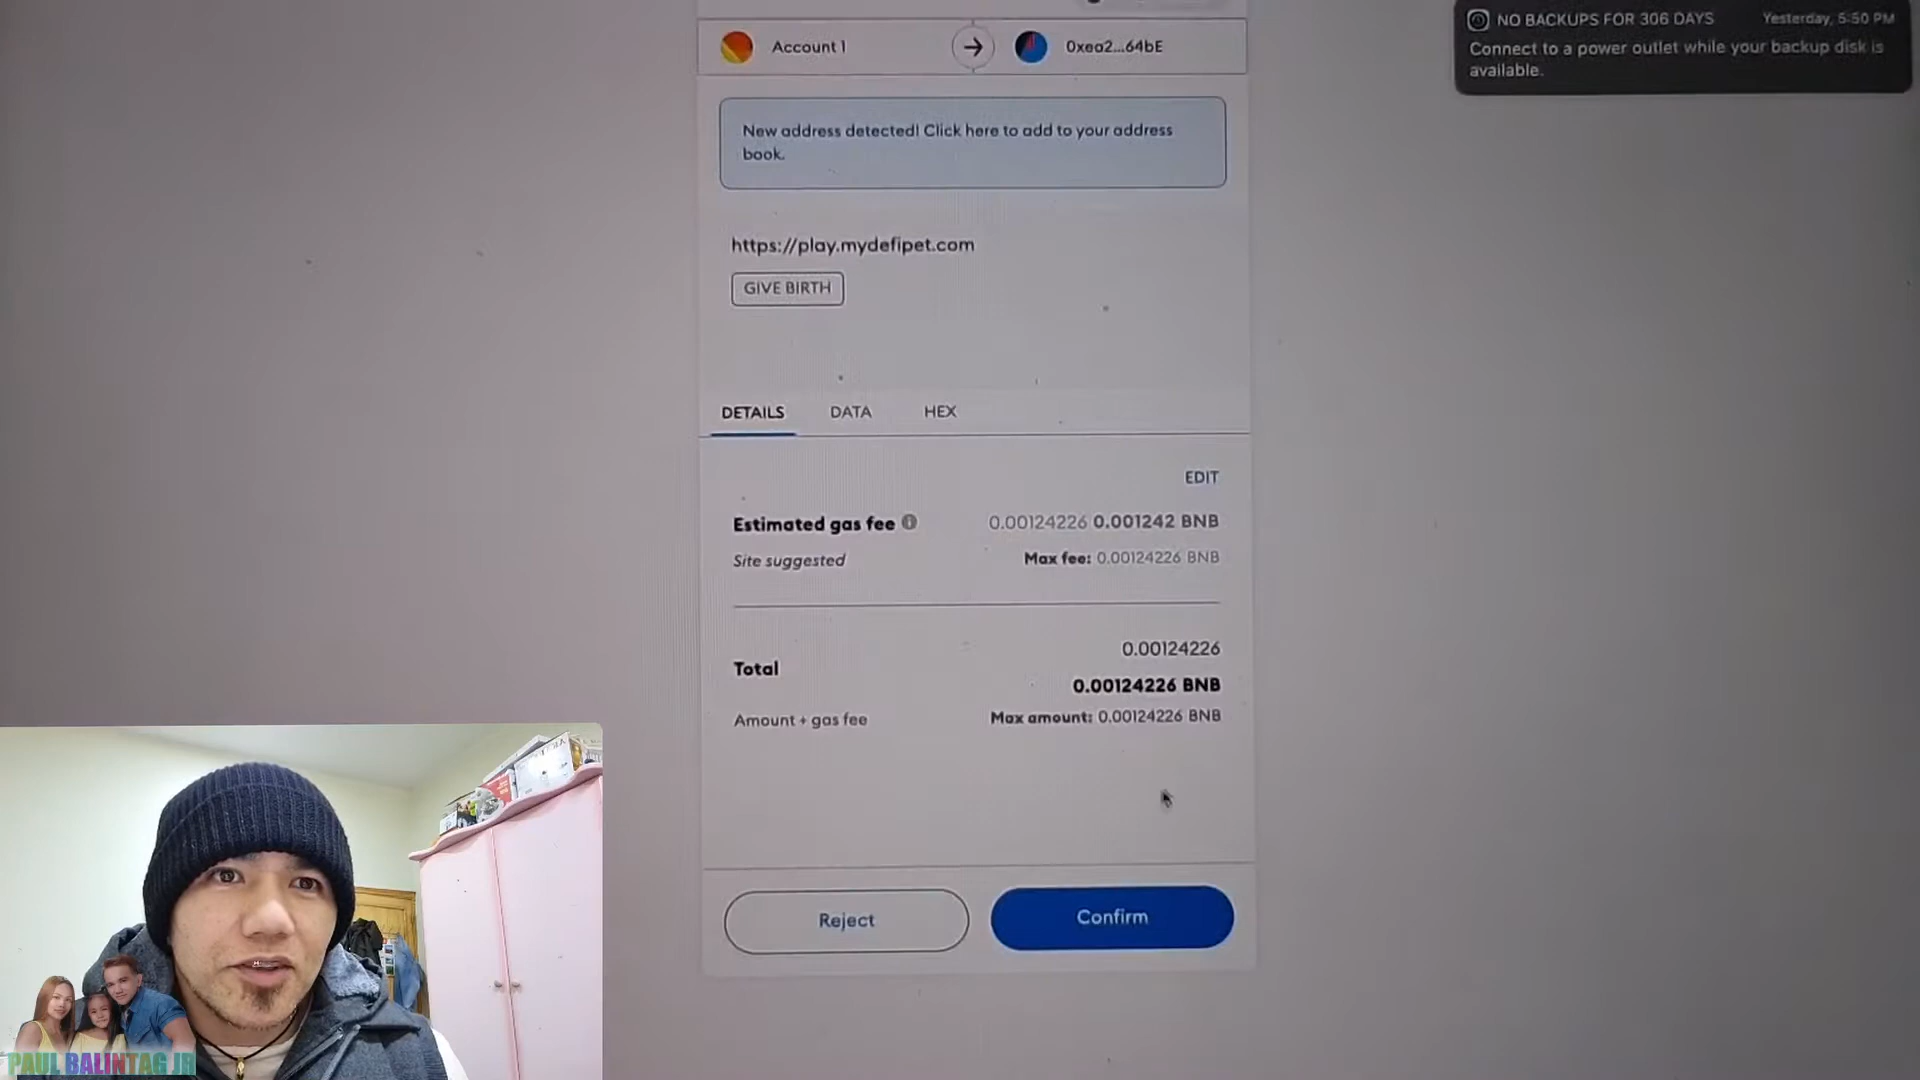 Account 1
0xea2...64bE
NO BACKUPS FOR 306 DAYS
Yesterday, 5:50 PM
Connect to a power outlet while your backup disk is
available.
New address detected! Click here to add to your address
book.
https://play.mydefipet.com
GIVE BIRTH
DETAILS
DATA
HEX
EDIT
Estimated gas fee
0.00124226 0.001242 BNB
Site suggested
Max fee: 0.00124226 BNB
0.00124226
Total
0.00124226 BNB
Amount + gas fee
Max amount: 0.00124226 BNB
Reject
Confirm
PAUL BALINTAG JR